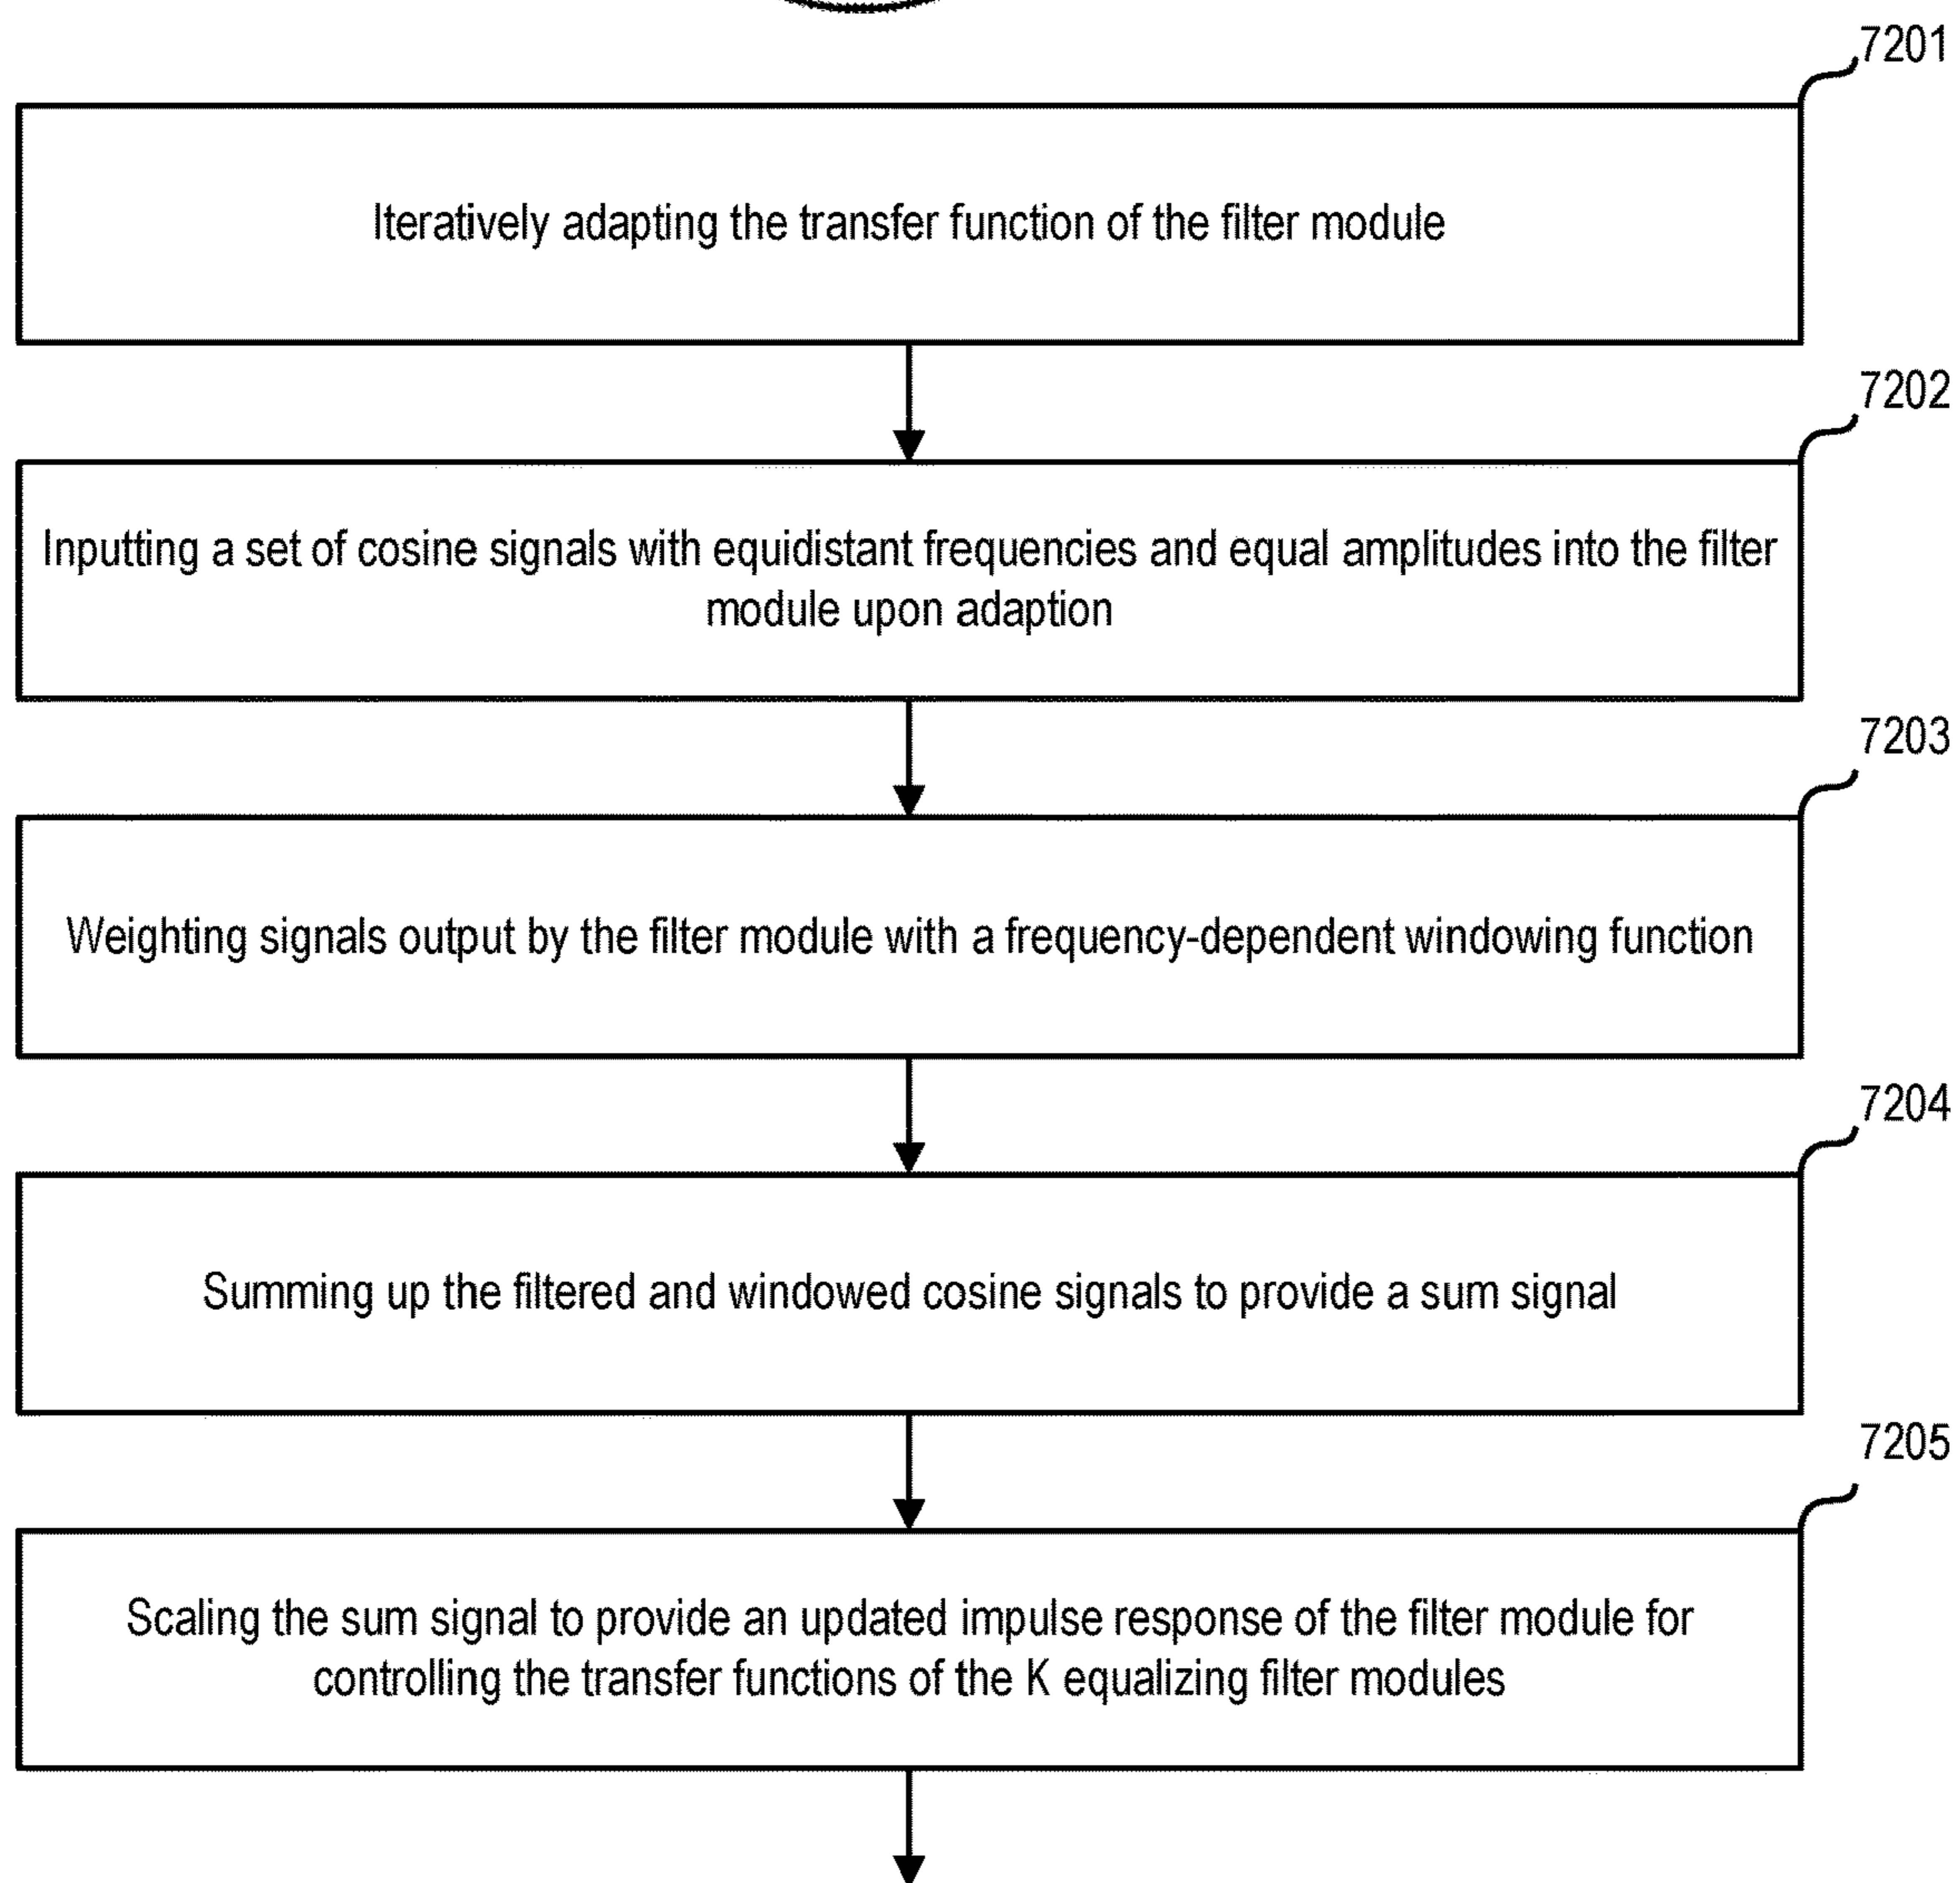 7201
Iteratively adapting the transfer function of the filter module
7202
Inputting a set of cosine signals with equidistant frequencies and equal amplitudes into the filter
module upon adaption
7203
Weighting signals output by the filter module with a frequency-dependent windowing function
7204
Summing up the filtered and windowed cosine signals to provide a sum signal
7205
Scaling the sum signal to provide an updated impulse response of the filter module for
controlling the transfer functions of the K equalizing filter modules